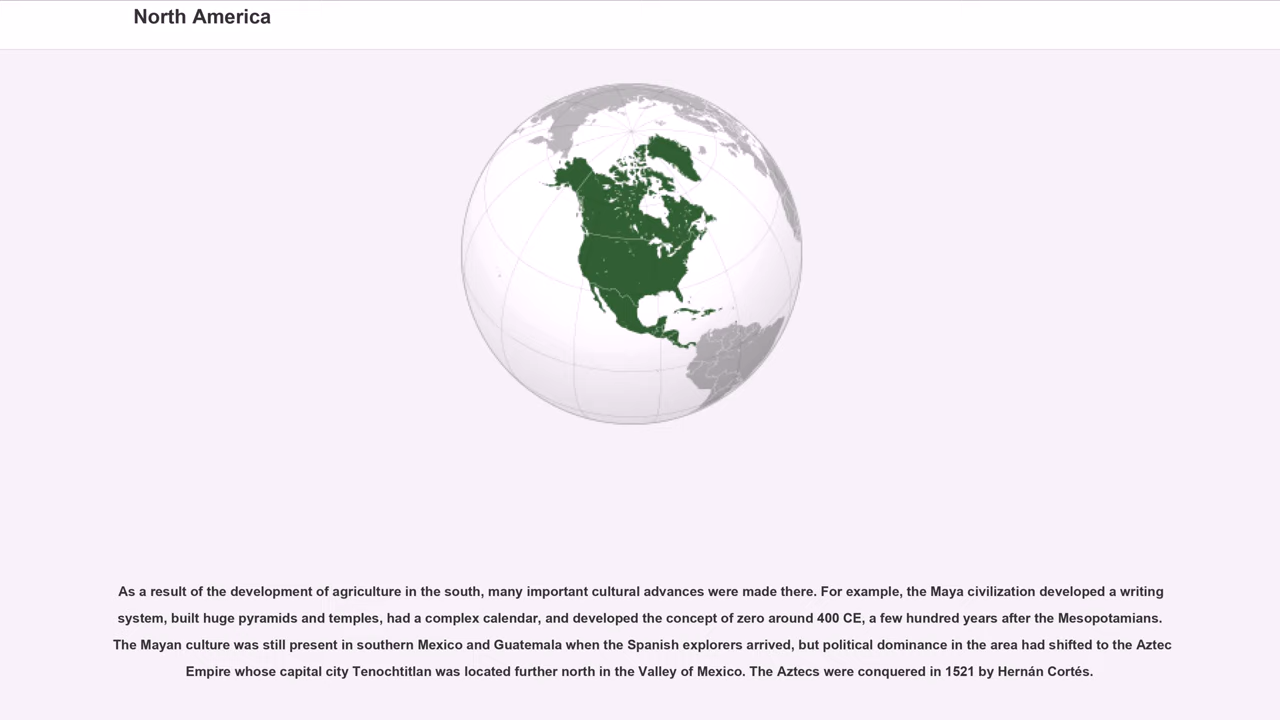 North America
As a result of the development of agriculture in the south, many important cultural advances were made there. For example, the Maya civilization developed a writing
system, built huge pyramids and temples, had a complex calendar, and developed the concept of zero around 400 CE, a few hundred years after the Mesopotamians.
The Mayan culture was still present in southern Mexico and Guatemala when the Spanish explorers arrived, but political dominance in the area had shifted to the Aztec
Empire whose capital city Tenochtitlan was located further north in the Valley of Mexico. The Aztecs were conquered in 1521 by Hernán Cortés.